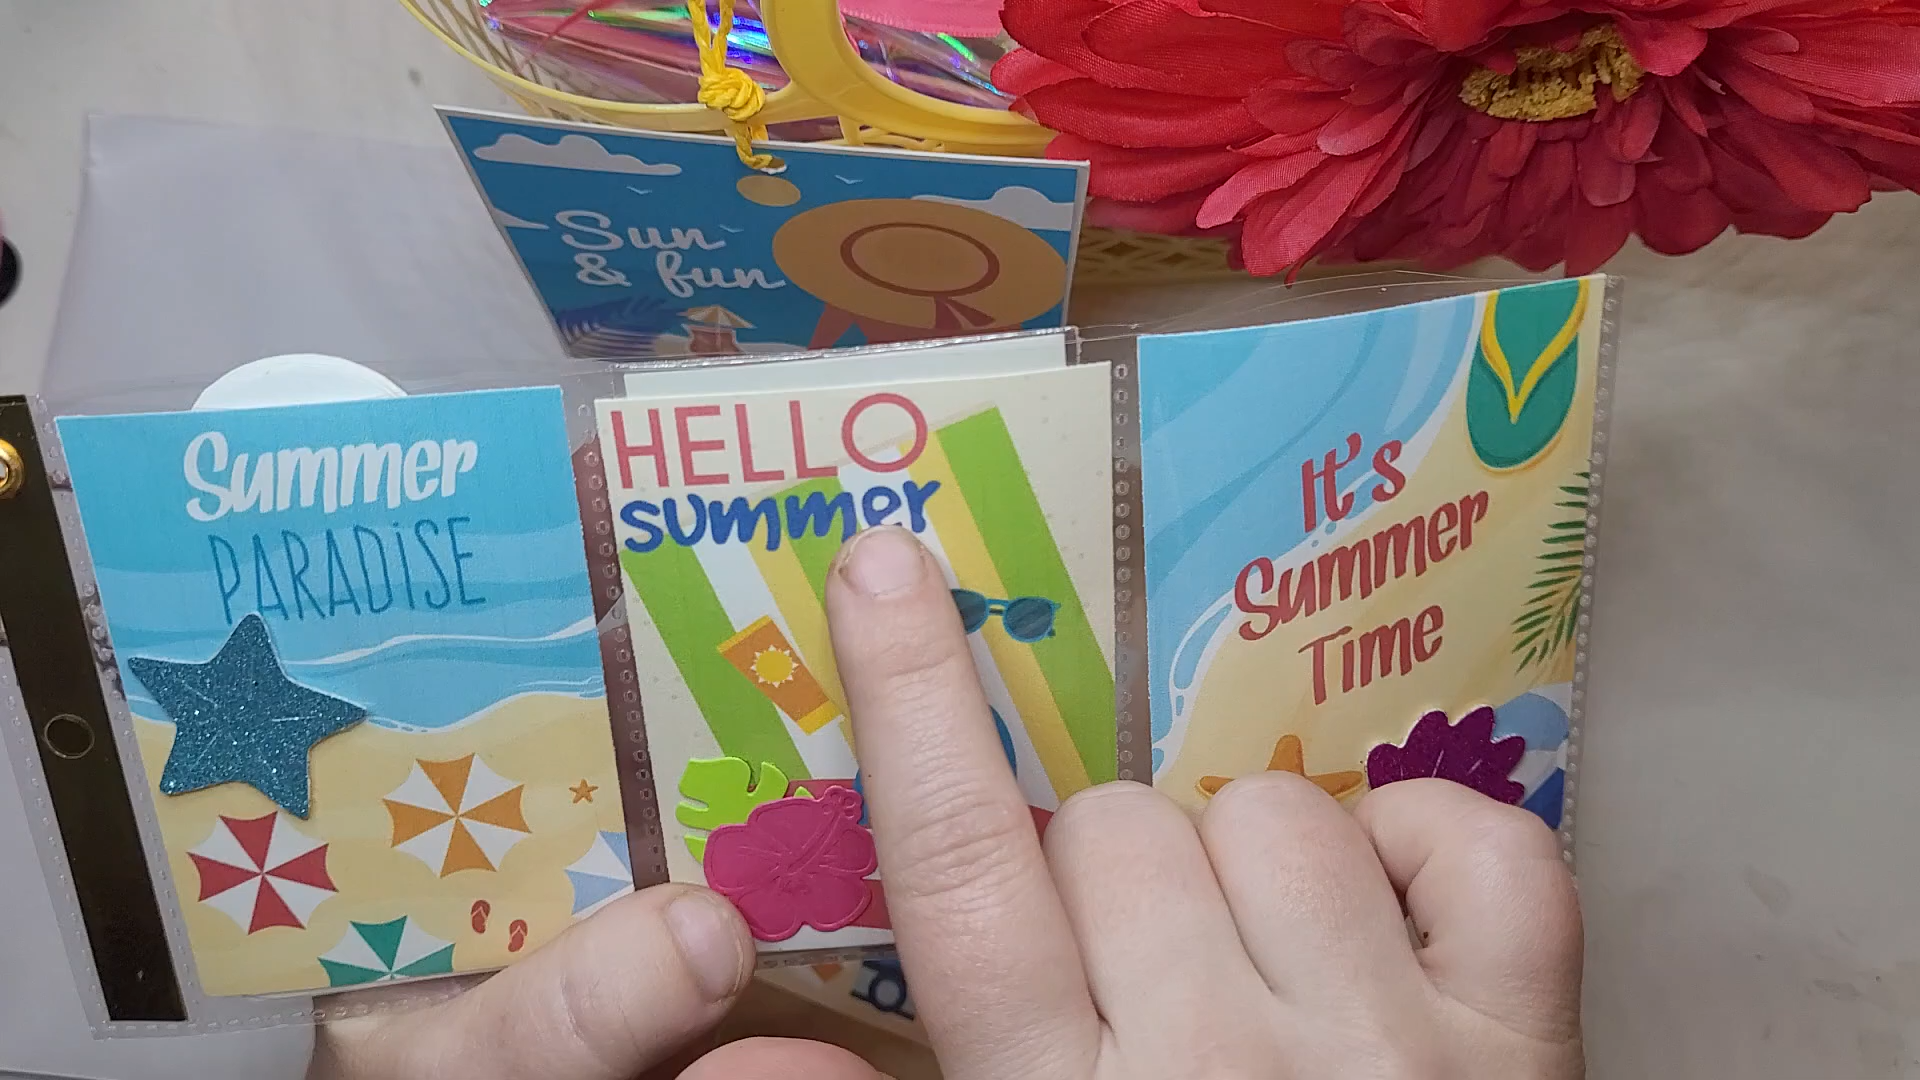 Sun
& fun
Summer
PARADISE
HELLO
summer
It's
Summer
Time